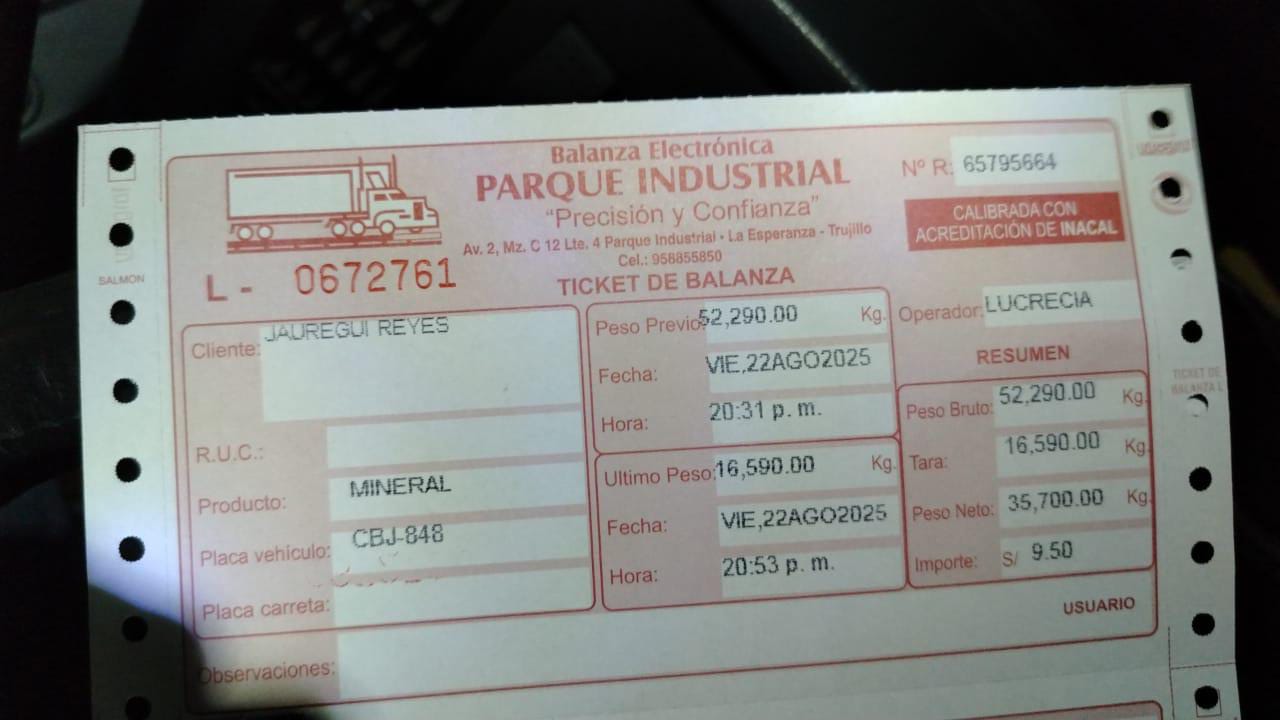 Balanza Electrónica
PARQUE INDUSTRIAL
"Precisión y Confianza"
Av. 2, Mz. C 12 Lte. 4 Parque Industrial • La Esperanza - Trujillo
Cel.: 958855850
Nº R: 65795664
CALIBRADA CON
ACREDITACIÓN DE INACAL
L - 0672761
TICKET DE BALANZA
SALMON
Cliente: JAUREGUI REYES
R.U.C.:
Producto: MINERAL
Placa vehículo: CBJ-848
Placa carreta:
Observaciones:
Peso Previo: 52,290.00 Kg.
Fecha: VIE,22AGO2025
Hora: 20:31 p. m.
Ultimo Peso: 16,590.00 Kg.
Fecha: VIE,22AGO2025
Hora: 20:53 p. m.
Operador: LUCRECIA
RESUMEN
Peso Bruto: 52,290.00 Kg.
Tara: 16,590.00 Kg.
Peso Neto: 35,700.00 Kg.
Importe: S/ 9.50
USUARIO
TICKET DE
BALANZA L